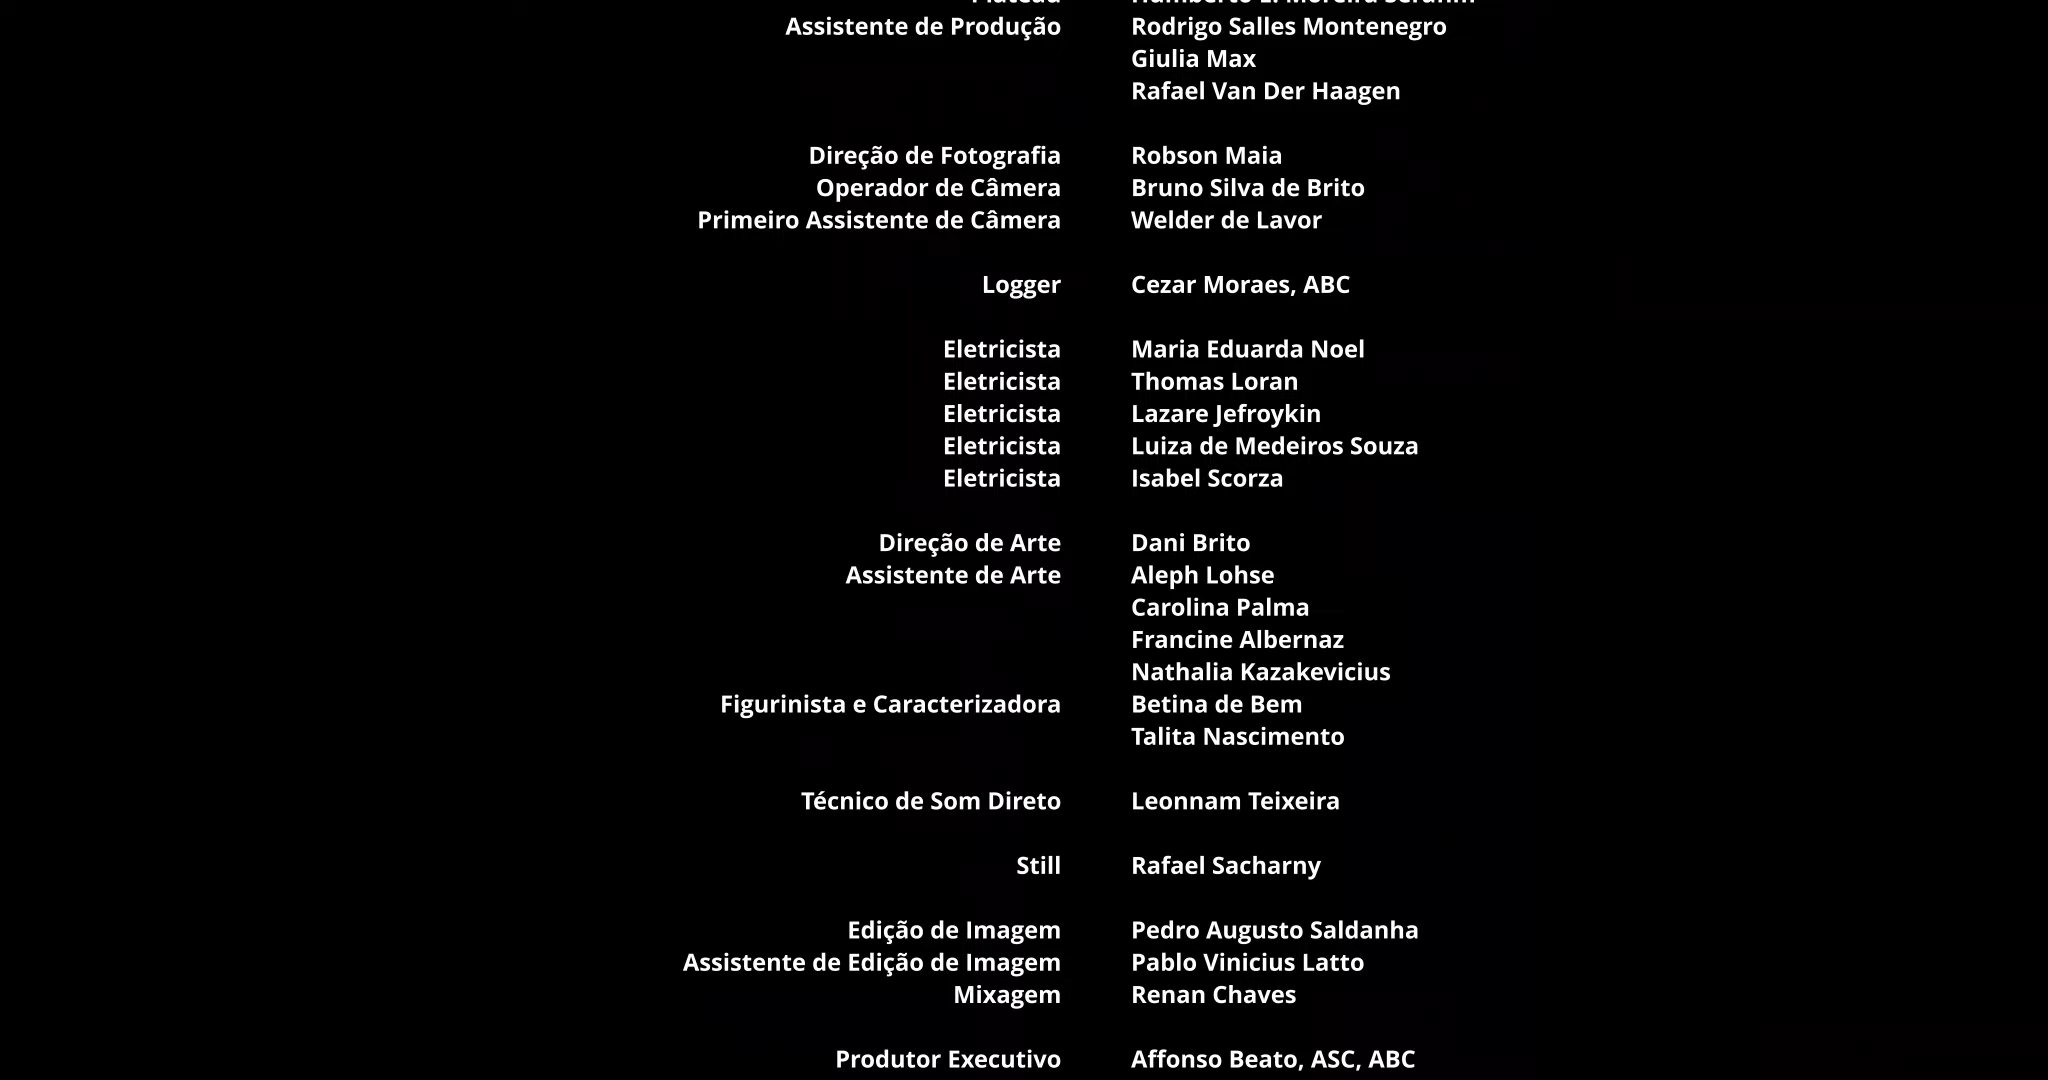 Assistente de Produção Rodrigo Salles Montenegro
Giulia Max
Rafael Van Der Haagen
Direção de Fotografia Robson Maia
Operador de Câmera Bruno Silva de Brito
Primeiro Assistente de Câmera Welder de Lavor
Logger Cezar Moraes, ABC
Eletricista Maria Eduarda Noel
Eletricista Thomas Loran
Eletricista Lazare Jefroykin
Eletricista Luiza de Medeiros Souza
Eletricista Isabel Scorza
Direção de Arte Dani Brito
Assistente de Arte Aleph Lohse
Carolina Palma
Francine Albernaz
Nathalia Kazakevicius
Figurinista e Caracterizadora Betina de Bem
Talita Nascimento
Técnico de Som Direto Leonnam Teixeira
Still Rafael Sacharny
Edição de Imagem Pedro Augusto Saldanha
Assistente de Edição de Imagem Pablo Vinicius Latto
Mixagem Renan Chaves
Produtor Executivo Affonso Beato, ASC, ABC